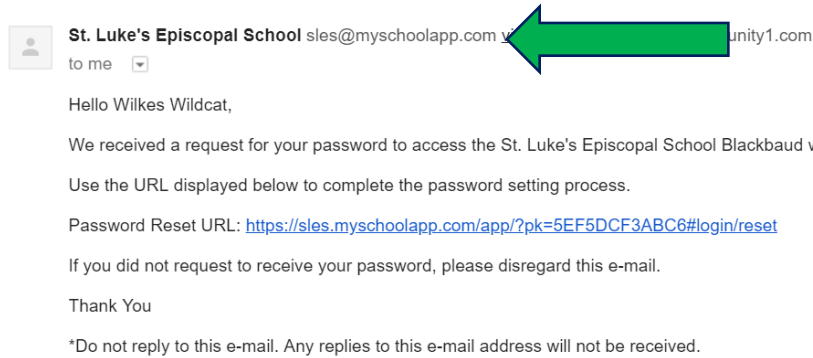 St. Luke's Episcopal School sles@myschoolapp.com unity1.com
to me
Hello Wilkes Wildcat,
We received a request for your password to access the St. Luke's Episcopal School Blackbaud
Use the URL displayed below to complete the password setting process.
Password Reset URL: https://sles.myschoolapp.com/app/?pk=5EF5DCF3ABC6#login/reset
If you did not request to receive your password, please disregard this e-mail.
Thank You
*Do not reply to this e-mail. Any replies to this e-mail address will not be received.